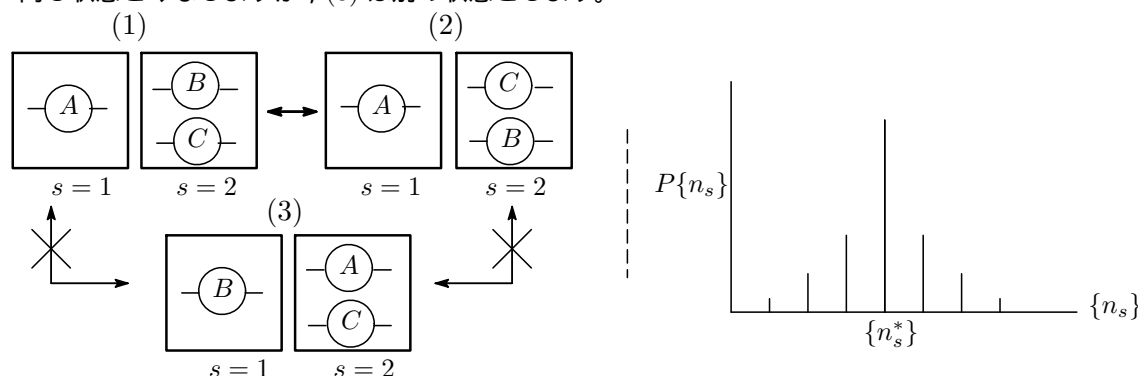 (1) (2)
A B C A C B
s = 1 s = 2 s = 1 s = 2
(3)
B A C
s = 1 s = 2
P{n_s}
{n_s}
{n_s^*}